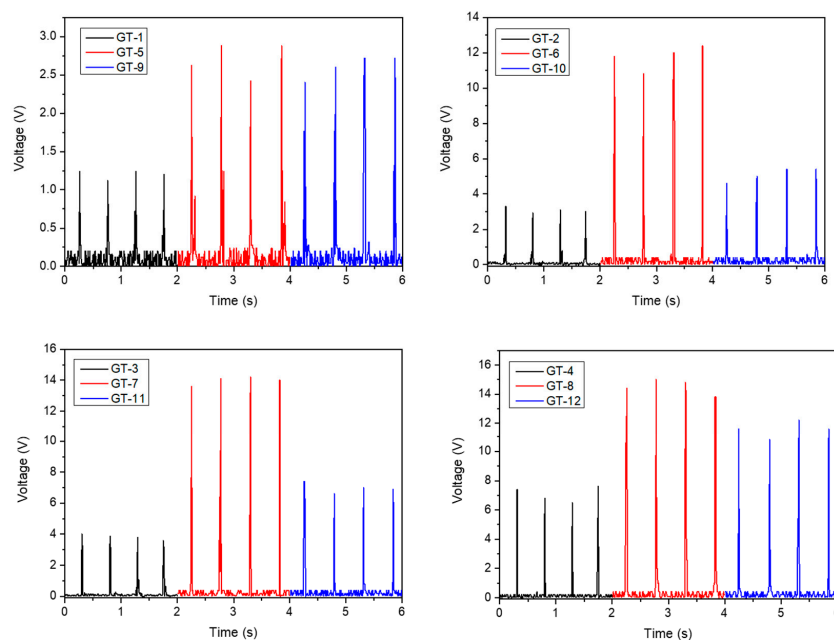 GT-1
GT-5
GT-9
3.0
2.5
2.0
1.5
1.0
0.5
0.0
Voltage (V)
0 1 2 3 4 5 6
Time (s)
GT-2
GT-6
GT-10
14
12
10
8
6
4
2
0
Voltage (V)
0 1 2 3 4 5 6
Time (s)
GT-3
GT-7
GT-11
16
14
12
10
8
6
4
2
0
Voltage (V)
0 1 2 3 4 5 6
Time (s)
GT-4
GT-8
GT-12
16
14
12
10
8
6
4
2
0
Voltage (V)
0 1 2 3 4 5 6
Time (s)